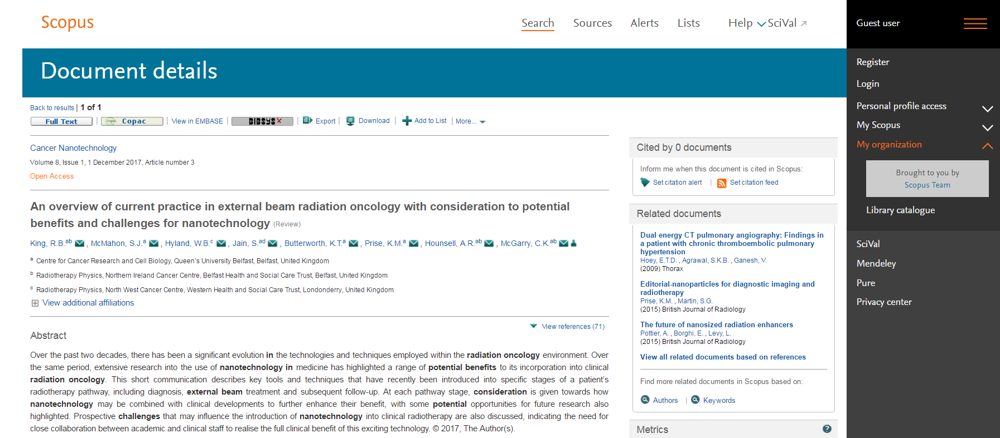 Scopus
Search Sources Alerts Lists Help SciVal
Guest user
Document details
Register
Login
Personal profile access
My Scopus
My organization
Brought to you by
Scopus Team
Library catalogue
SciVal
Mendeley
Pure
Privacy center
Back to results | 1 of 1
Full Text | copac Copac | View in EMBASE | BIBSYS X | Export | Download | Add to List | More...
Cancer Nanotechnology
Volume 8, Issue 1, 1 December 2017, Article number 3
Open Access
An overview of current practice in external beam radiation oncology with consideration to potential
benefits and challenges for nanotechnology (Review)
King, R.B.ab , McMahon, S.J.a , Hyland, W.B.c , Jain, S.ad , Butterworth, K.T.a , Prise, K.M.a , Hounsell, A.R.ab , McGarry, C.K.ab
a Centre for Cancer Research and Cell Biology, Queen's University Belfast, Belfast, United Kingdom
b Radiotherapy Physics, Northern Ireland Cancer Centre, Belfast Health and Social Care Trust, Belfast, United Kingdom
c Radiotherapy Physics, North West Cancer Centre, Western Health and Social Care Trust, Londonderry, United Kingdom
View additional affiliations
View references (71)
Abstract
Over the past two decades, there has been a significant evolution in the technologies and techniques employed within the radiation oncology environment. Over
the same period, extensive research into the use of nanotechnology in medicine has highlighted a range of potential benefits to its incorporation into clinical
radiation oncology. This short communication describes key tools and techniques that have recently been introduced into specific stages of a patient's
radiotherapy pathway, including diagnosis, external beam treatment and subsequent follow-up. At each pathway stage, consideration is given towards how
nanotechnology may be combined with clinical developments to further enhance their benefit, with some potential opportunities for future research also
highlighted. Prospective challenges that may influence the introduction of nanotechnology into clinical radiotherapy are also discussed, indicating the need for
close collaboration between academic and clinical staff to realise the full clinical benefit of this exciting technology. © 2017, The Author(s).
Cited by 0 documents
Inform me when this document is cited in Scopus:
Set citation alert | Set citation feed
Related documents
Dual energy CT pulmonary angiography: Findings in
a patient with chronic thromboembolic pulmonary
hypertension
Hoey, E.T.D. , Agrawal, S.K.B. , Ganesh, V.
(2009) Thorax
Editorial-nanoparticles for diagnostic imaging and
radiotherapy
Prise, K.M. , Martin, S.G.
(2015) British Journal of Radiology
The future of nanosized radiation enhancers
Pottier, A. , Borghi, E. , Levy, L.
(2015) British Journal of Radiology
View all related documents based on references
Find more related documents in Scopus based on:
Authors | Keywords
Metrics ?